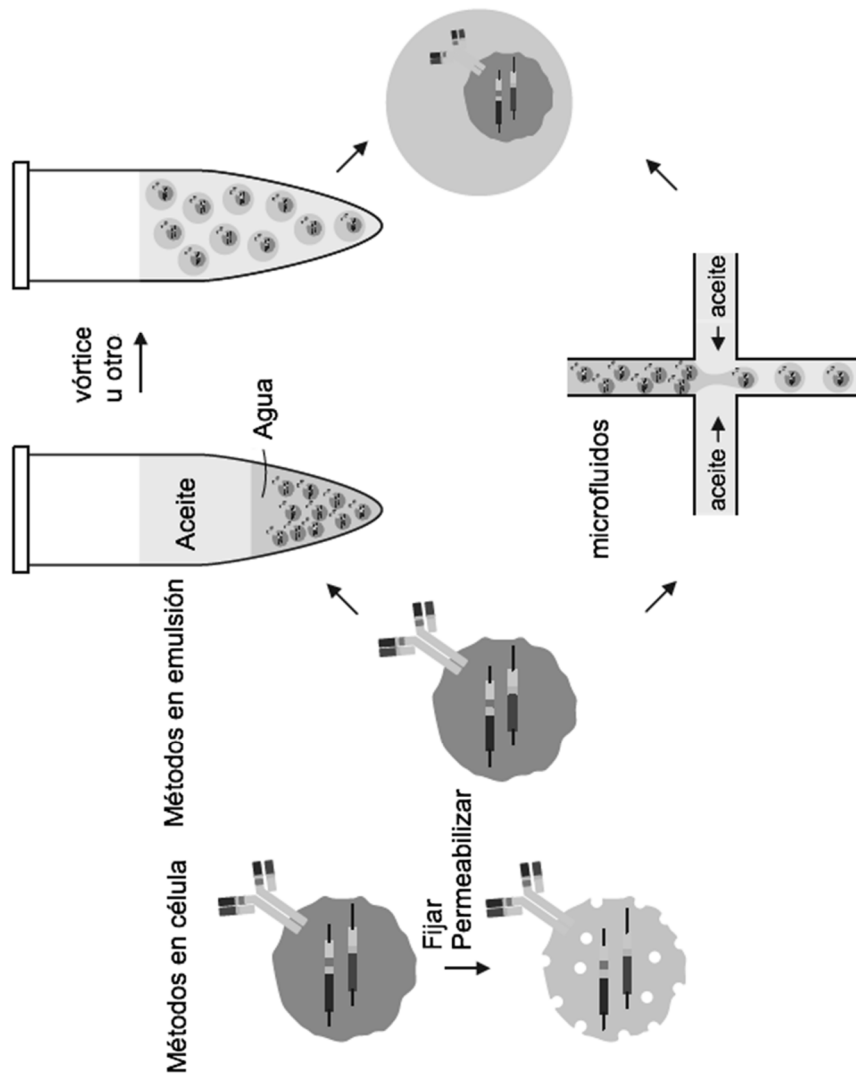 Métodos en célula
Fijar
Permeabilizar
Métodos en emulsión
Aceite
Agua
vórtice
u otro
microfluidos
aceite
aceite